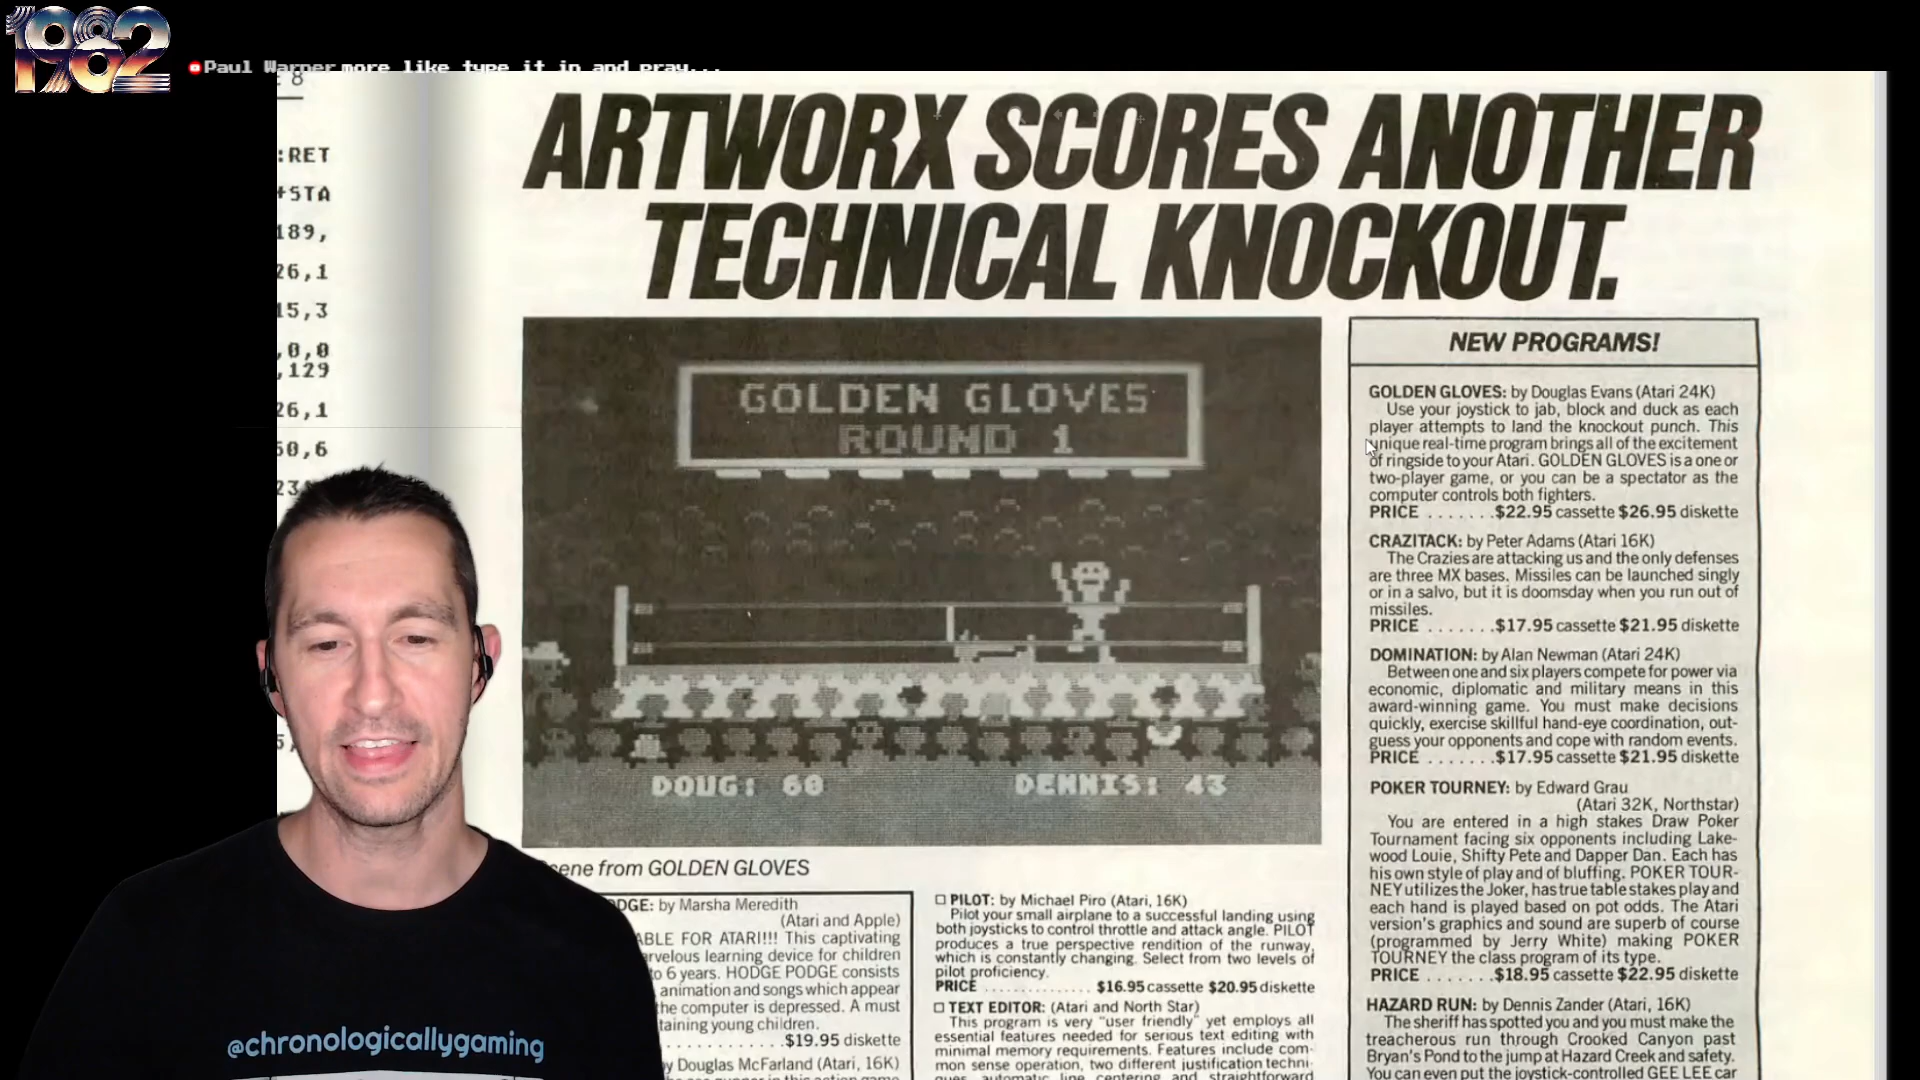 1982
Paul Warner more like type it in and pray...
E 8
:RET
+STA
189,
26,1
15,3
,0,0
,129
26,1
50,6
ARTWORX SCORES ANOTHER
TECHNICAL KNOCKOUT.
GOLDEN GLOVES
ROUND 1
DOUG: 60
DENNIS: 43
scene from GOLDEN GLOVES
DGE: by Marsha Meredith
(Atari and Apple)
ABLE FOR ATARI!!! This captivating
arvelous learning device for children
to 6 years. HODGE PODGE consists
animation and songs which appear
the computer is depressed. A must
taining young children.
$19.95 diskette
by Douglas McFarland (Atari, 16K)
□ PILOT: by Michael Piro (Atari, 16K)
Pilot your small airplane to a successful landing using
both joysticks to control throttle and attack angle. PILOT
produces a true perspective rendition of the runway,
which is constantly changing. Select from two levels of
pilot proficiency.
PRICE ............. $16.95 cassette $20.95 diskette
□ TEXT EDITOR: (Atari and North Star)
This program is very "user friendly" yet employs all
essential features needed for serious text editing with
minimal memory requirements. Features include com-
mon sense operation, two different justification techni-
ques, automatic line centering and straightforward
NEW PROGRAMS!
GOLDEN GLOVES: by Douglas Evans (Atari 24K)
Use your joystick to jab, block and duck as each
player attempts to land the knockout punch. This
unique real-time program brings all of the excitement
of ringside to your Atari. GOLDEN GLOVES is a one or
two-player game, or you can be a spectator as the
computer controls both fighters.
PRICE .......$22.95 cassette $26.95 diskette
CRAZITACK: by Peter Adams (Atari 16K)
The Crazies are attacking us and the only defenses
are three MX bases. Missiles can be launched singly
or in a salvo, but it is doomsday when you run out of
missiles.
PRICE .......$17.95 cassette $21.95 diskette
DOMINATION: by Alan Newman (Atari 24K)
Between one and six players compete for power via
economic, diplomatic and military means in this
award-winning game. You must make decisions
quickly, exercise skillful hand-eye coordination, out-
guess your opponents and cope with random events.
PRICE .......$17.95 cassette $21.95 diskette
POKER TOURNEY: by Edward Grau
(Atari 32K, Northstar)
You are entered in a high stakes Draw Poker
Tournament facing six opponents including Lake-
wood Louie, Shifty Pete and Dapper Dan. Each has
his own style of play and of bluffing. POKER TOUR-
NEY utilizes the Joker, has true table stakes play and
each hand is played based on pot odds. The Atari
version's graphics and sound are superb of course
(programmed by Jerry White) making POKER
TOURNEY the class program of its type.
PRICE .......$18.95 cassette $22.95 diskette
HAZARD RUN: by Dennis Zander (Atari, 16K)
The sheriff has spotted you and you must make the
treacherous run through Crooked Canyon past
Bryan's Pond to the jump at Hazard Creek and safety.
You can even put the joystick-controlled GEE LEE car
@chronologicallygaming